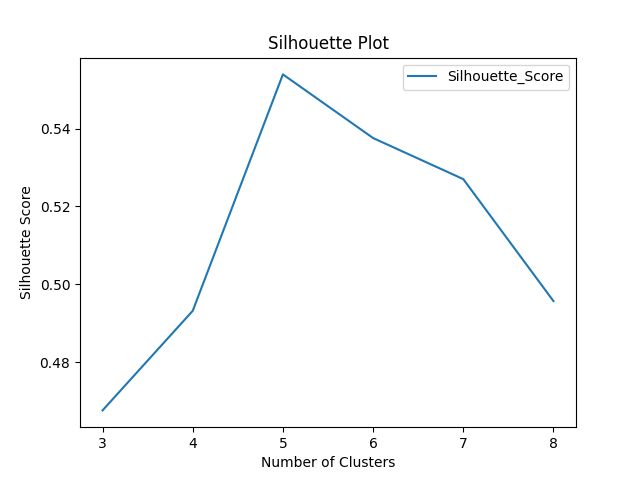 Silhouette Plot
Silhouette_Score
Silhouette Score
0.54
0.52
0.50
0.48
3 4 5 6 7 8
Number of Clusters